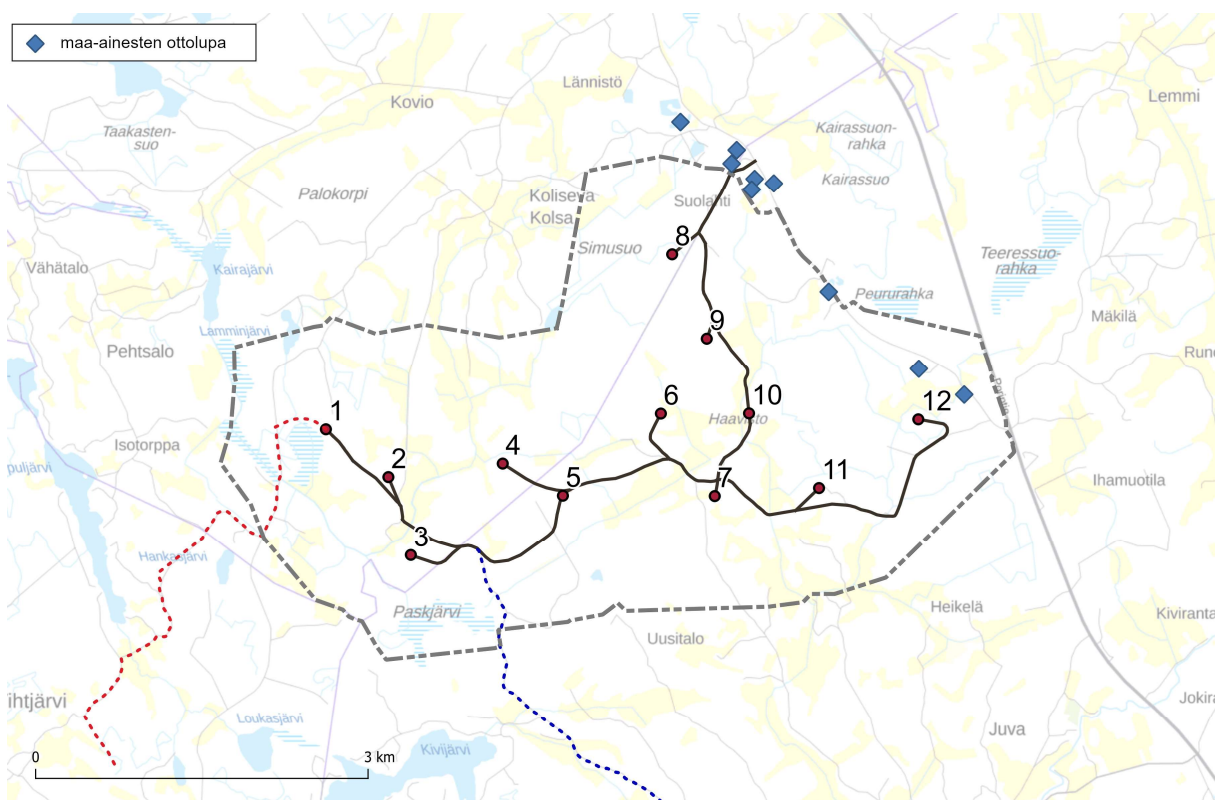 maa-ainesten ottolupa
Lännistö
Kovio
Lemmi
Taakasten-
suo
Kairassuon-
rahka
Kairassuo
Palokorpi
Koliseva
Kolsa
Suolahti
8
Simusuo
Teeressuo-
rahka
Vähätalo
Kairajärvi
Peururahka
Mäkilä
Lamminjärvi
9
Pehtsalo
6
10
12
Haavisto
1
Isotorppa
4
2
5
7
11
Ihamuotila
3
Hankasjärvi
Paskjärvi
Heikelä
Kiviranta
Uusitalo
ihtjärvi
Jokira
Loukasjärvi
Juva
Kivijärvi
0
3 km